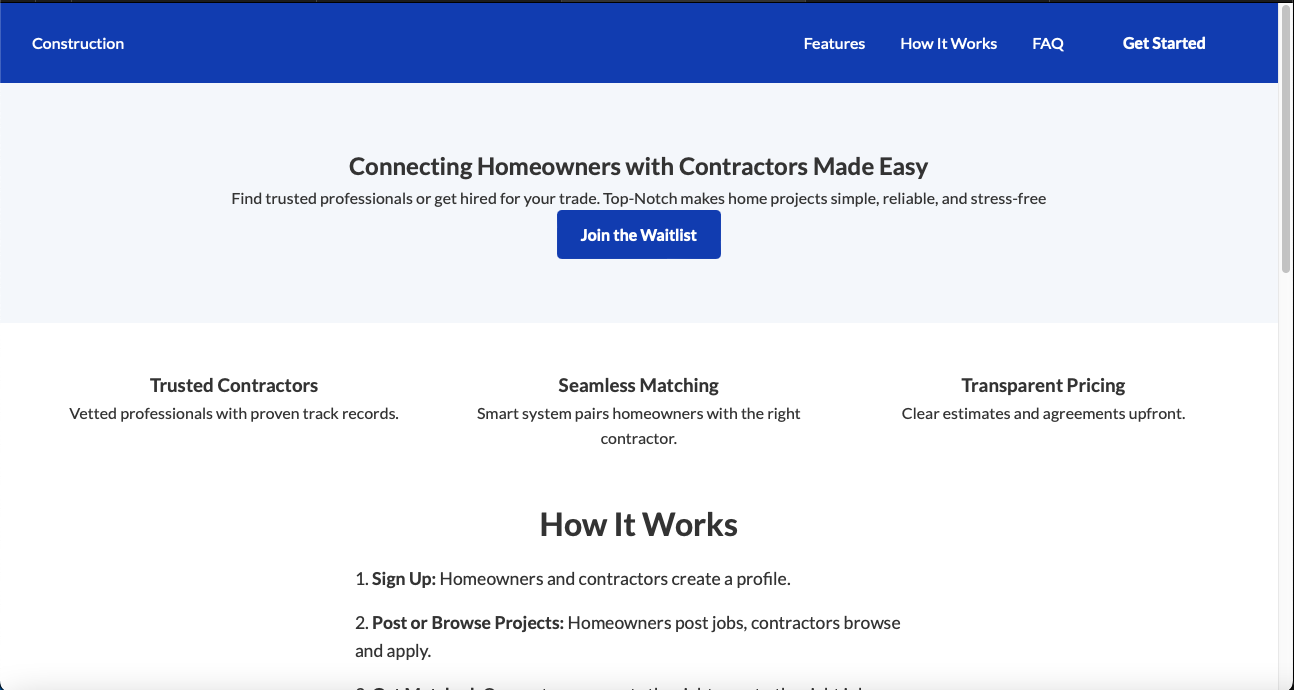 Construction
Features How It Works FAQ Get Started
Connecting Homeowners with Contractors Made Easy
Find trusted professionals or get hired for your trade. Top-Notch makes home projects simple, reliable, and stress-free
Join the Waitlist
Trusted Contractors
Vetted professionals with proven track records.
Seamless Matching
Smart system pairs homeowners with the right
contractor.
Transparent Pricing
Clear estimates and agreements upfront.
How It Works
1. Sign Up: Homeowners and contractors create a profile.
2. Post or Browse Projects: Homeowners post jobs, contractors browse
and apply.